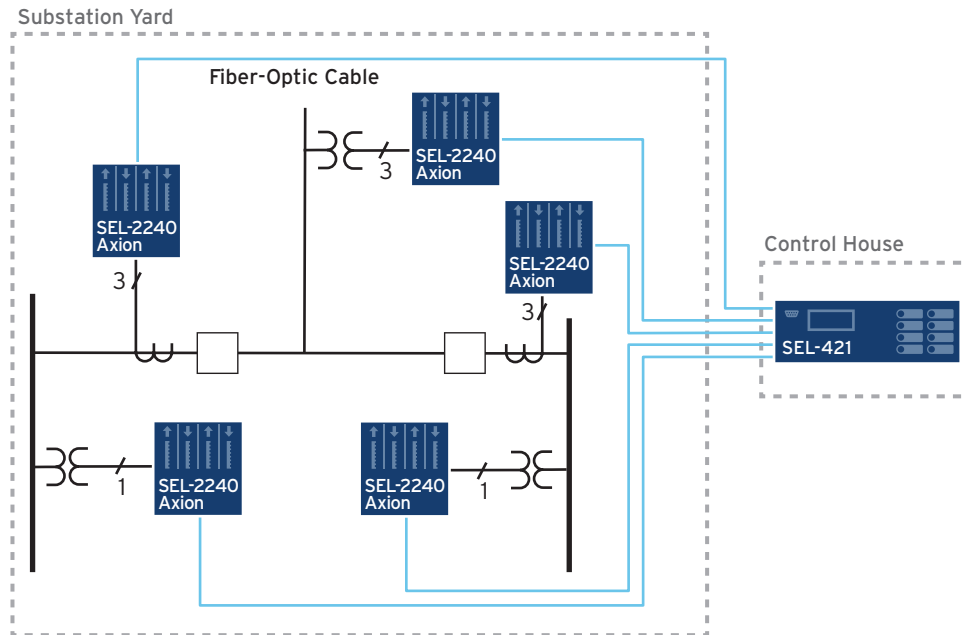 Substation Yard
Fiber-Optic Cable
SEL-2240
Axion
3
SEL-2240
Axion
3
SEL-2240
Axion
3
Control House
SEL-421
SEL-2240
Axion
1
SEL-2240
Axion
1